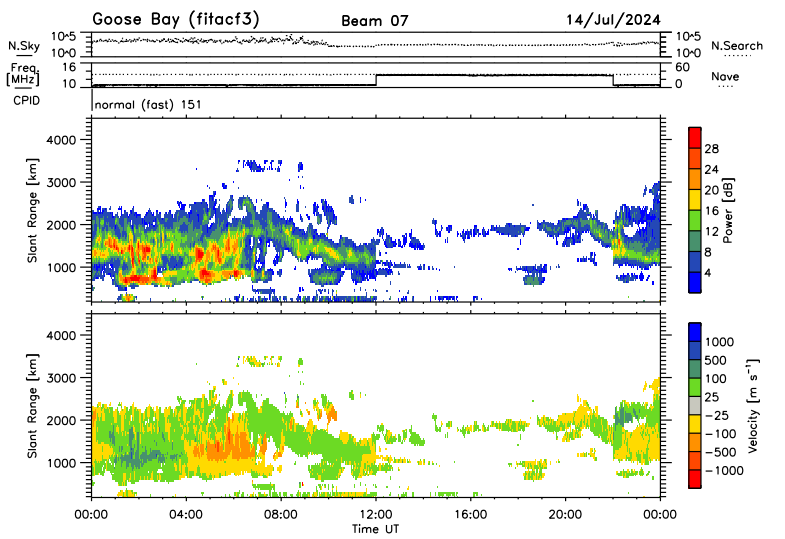 Goose Bay (fitacf3) Beam 07 14/Jul/2024
N.Sky 10^5 10^0 10^5 10^0 N.Search
Freq. [MHz] 16 10 60 0 Nave
CPID normal (fast) 151
Slant Range [km] 4000 3000 2000 1000
Power [dB] 28 24 20 16 12 8 4
Slant Range [km] 4000 3000 2000 1000
Velocity [m s⁻¹] 1000 500 100 25 −25 −100 −500 −1000
00:00 04:00 08:00 12:00 16:00 20:00 00:00
Time UT